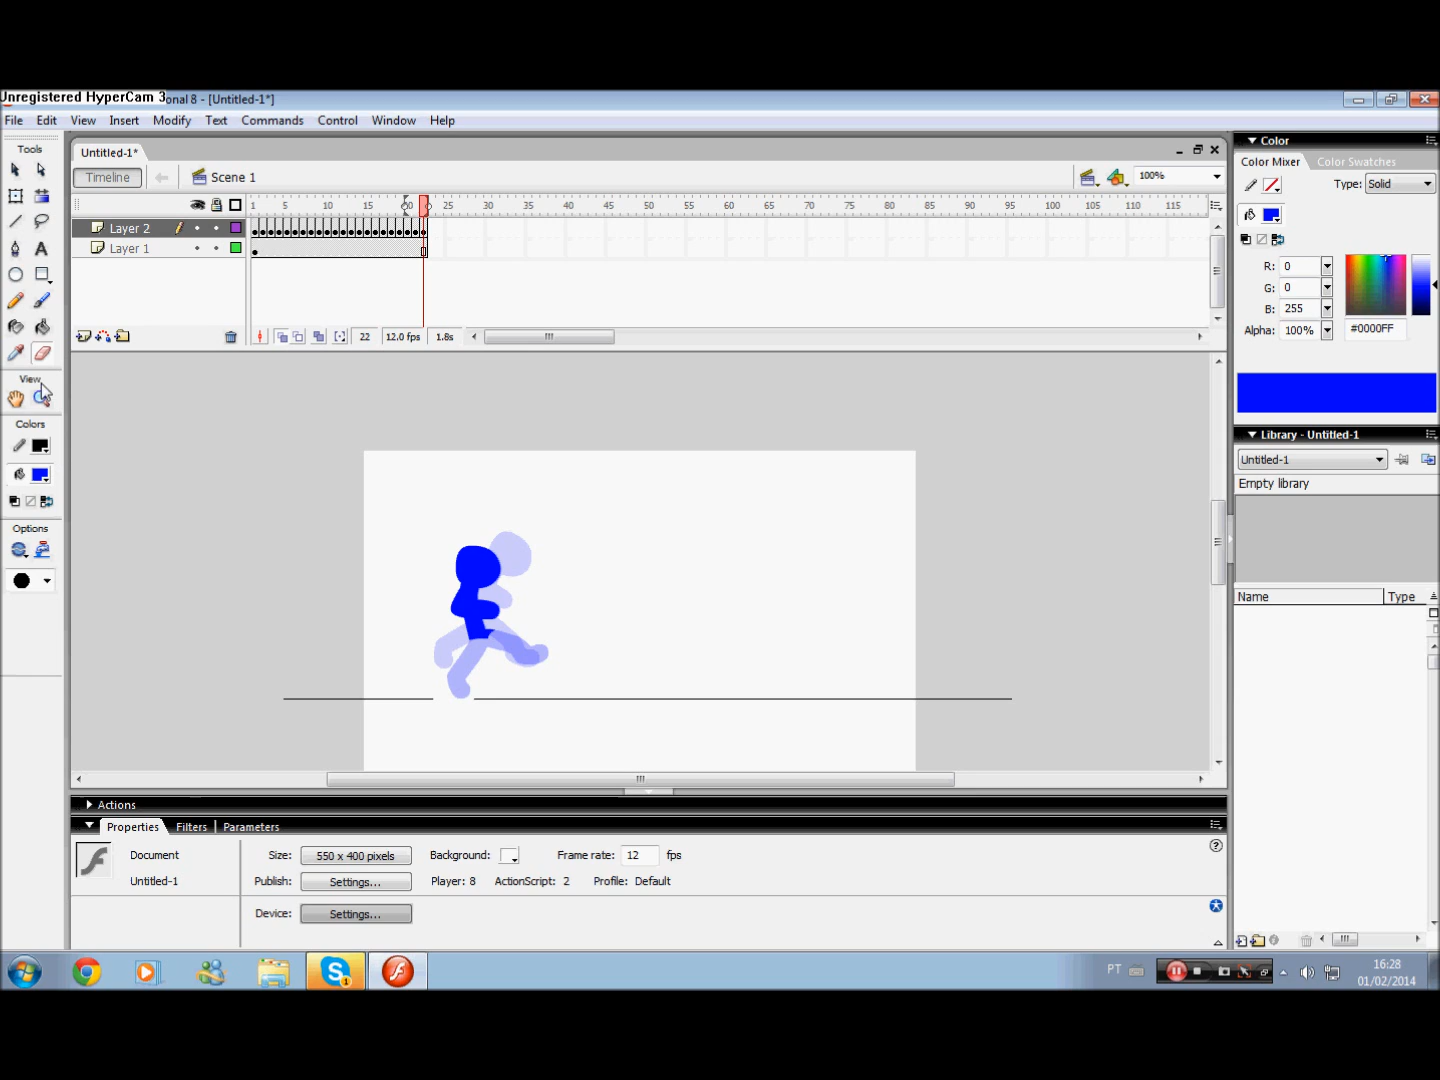 Unregistered HyperCam 3
onal 8 - [Untitled-1*]
File Edit View Insert Modify Text Commands Control Window Help
Tools
Untitled-1*
Timeline
Scene 1
100%
1 5 10 15 20 25 30 35 40 45 50 55 60 65 70 75 80 85 90 95 100 105 110 115
Layer 2
Layer 1
22 12.0 fps 1.8s
View
Colors
Options
Color
Color Mixer Color Swatches
Type: Solid
R: 0
G: 0
B: 255
Alpha: 100% #0000FF
Library - Untitled-1
Untitled-1
Empty library
Name Type
Actions
Properties Filters Parameters
Document
Untitled-1
Size: 550 x 400 pixels Background: Frame rate: 12 fps
Publish: Settings... Player: 8 ActionScript: 2 Profile: Default
Device: Settings...
PT
16:28
01/02/2014